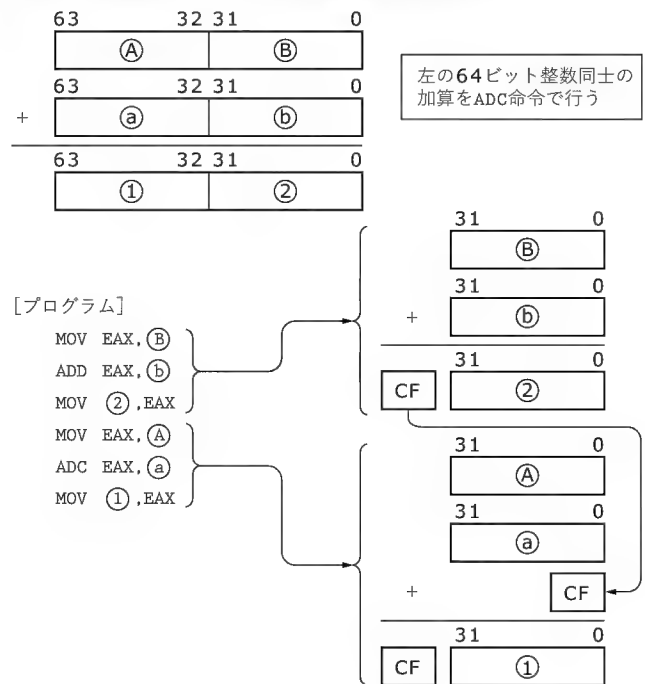 63 32 31 0
Ⓐ Ⓑ
63 32 31 0
+ ⓐ ⓑ
63 32 31 0
① ②
左の64ビット整数同士の
加算をADC命令で行う
[プログラム]
MOV EAX,Ⓑ
ADD EAX,ⓑ
MOV ②,EAX
MOV EAX,Ⓐ
ADC EAX,ⓐ
MOV ①,EAX
31 0
Ⓑ
31 0
+ ⓑ
31 0
CF ②
31 0
Ⓐ
31 0
ⓐ
+ CF
31 0
CF ①